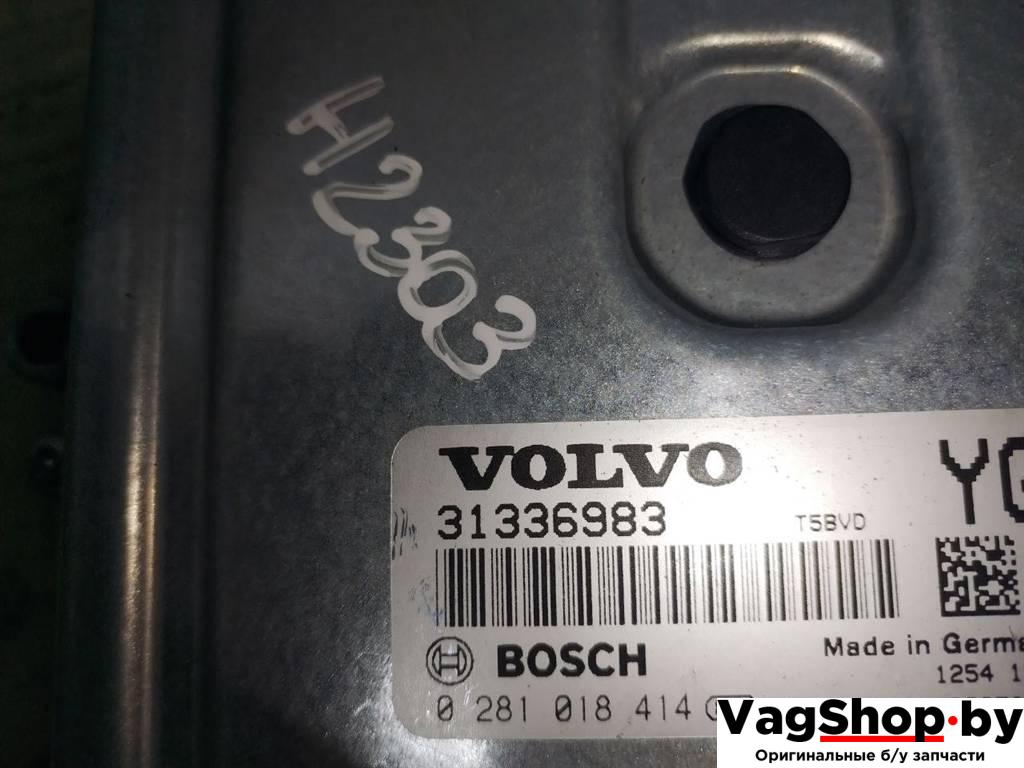 H2303
VOLVO
31336983
T5BVD
BOSCH
Made in Germa
0 281 018 414
1254 1
VagShop.by
Оригинальные б/у запчасти